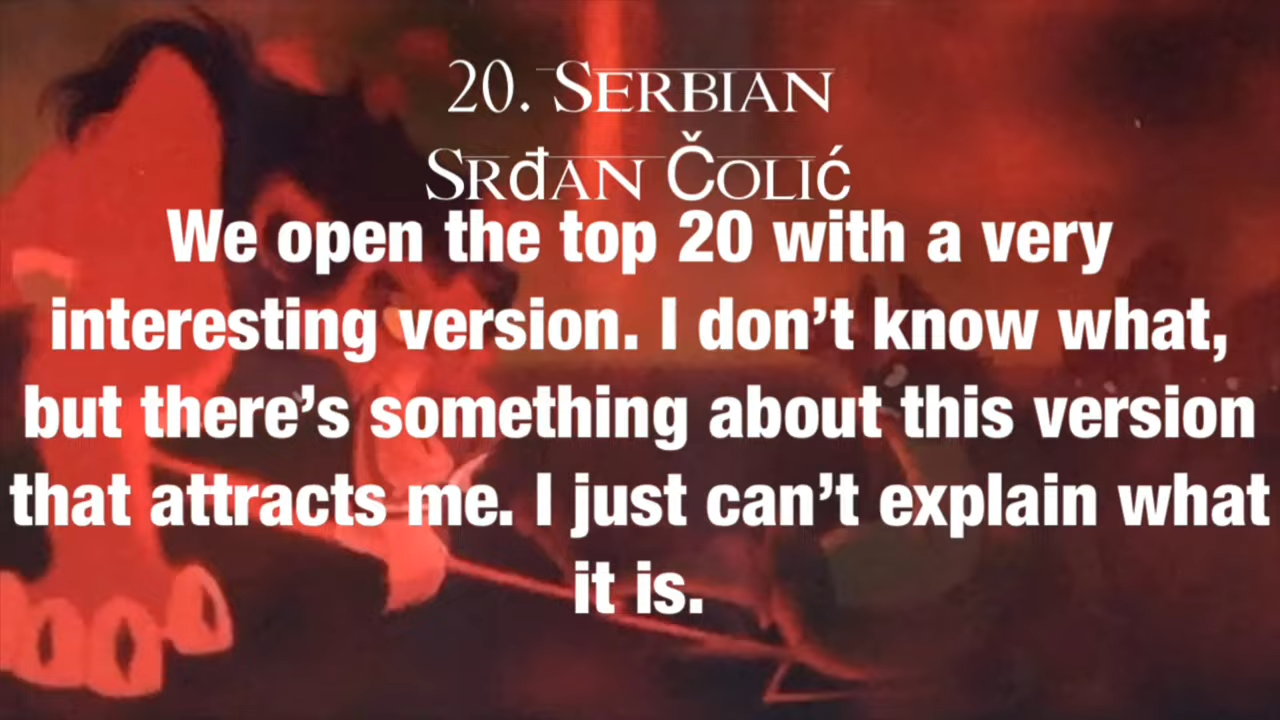 20. Serbian
Srđan Čolić
We open the top 20 with a very
interesting version. I don’t know what,
but there’s something about this version
that attracts me. I just can’t explain what
it is.